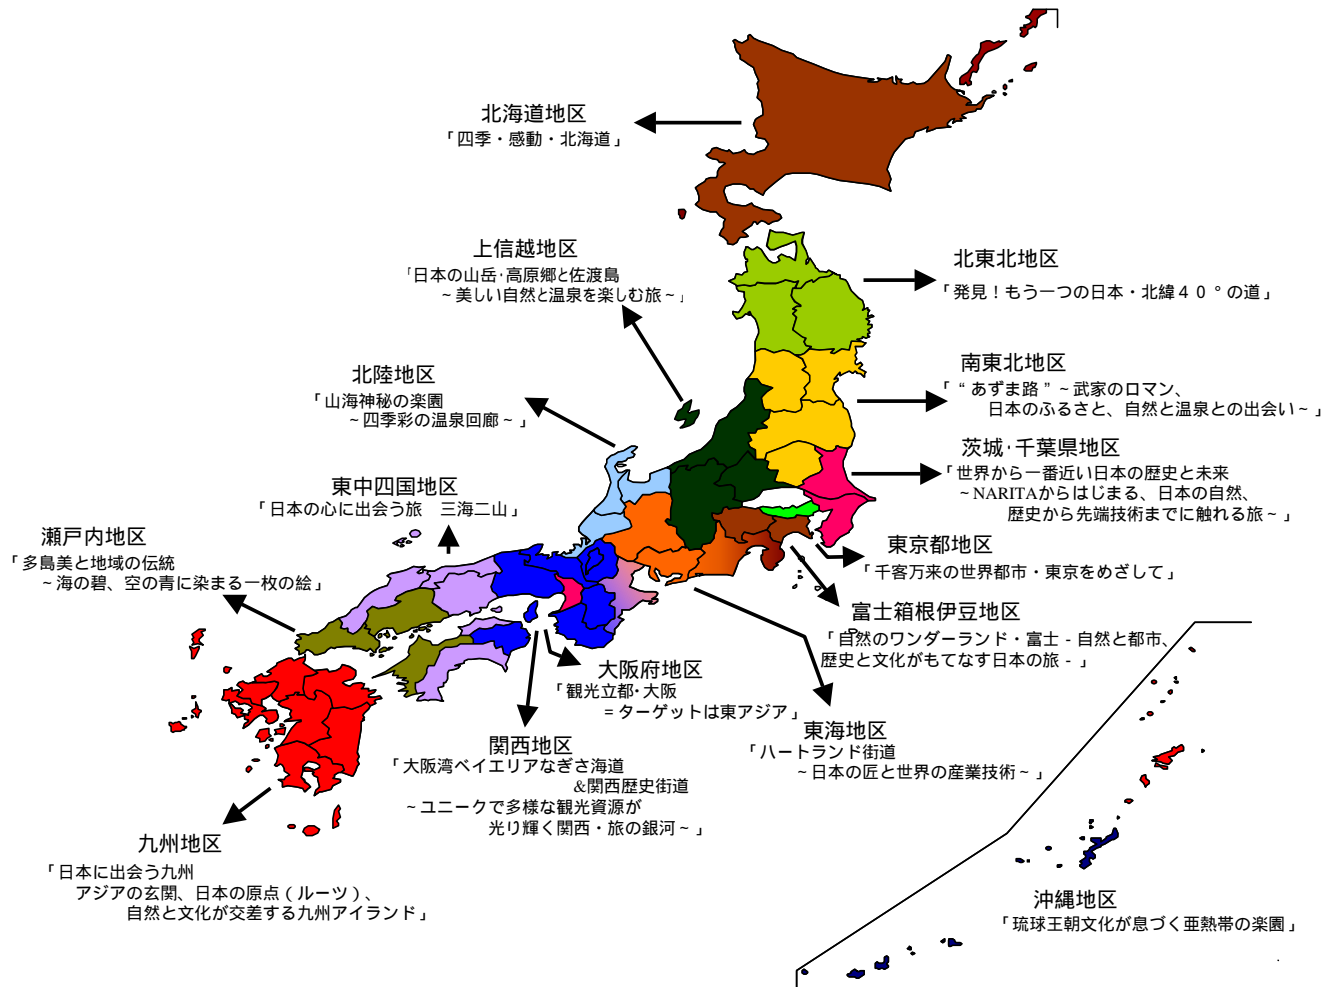 北海道地区
「四季・感動・北海道」
上信越地区
「日本の山岳・高原郷と佐渡島
~美しい自然と温泉を楽しむ旅~」
北東北地区
「発見！もう一つの日本・北緯４０°の道」
南東北地区
「“あずま路”~武家のロマン、
日本のふるさと、自然と温泉との出会い~」
北陸地区
「山海神秘の楽園
~四季彩の温泉回廊~」
茨城・千葉県地区
「世界から一番近い日本の歴史と未来
~NARITAからはじまる、日本の自然、
歴史から先端技術までに触れる旅~」
東中四国地区
「日本の心に出会う旅　三海二山」
瀬戸内地区
「多島美と地域の伝統
~海の碧、空の青に染まる一枚の絵」
東京都地区
「千客万来の世界都市・東京をめざして」
富士箱根伊豆地区
「自然のワンダーランド・富士-自然と都市、
歴史と文化がもてなす日本の旅-」
大阪府地区
「観光立都・大阪
=ターゲットは東アジア」
東海地区
「ハートランド街道
~日本の匠と世界の産業技術~」
関西地区
「大阪湾ベイエリアなぎさ海道
&関西歴史街道
~ユニークで多様な観光資源が
光り輝く関西・旅の銀河~」
九州地区
「日本に出会う九州
アジアの玄関、日本の原点（ルーツ）、
自然と文化が交差する九州アイランド」
沖縄地区
「琉球王朝文化が息づく亜熱帯の楽園」